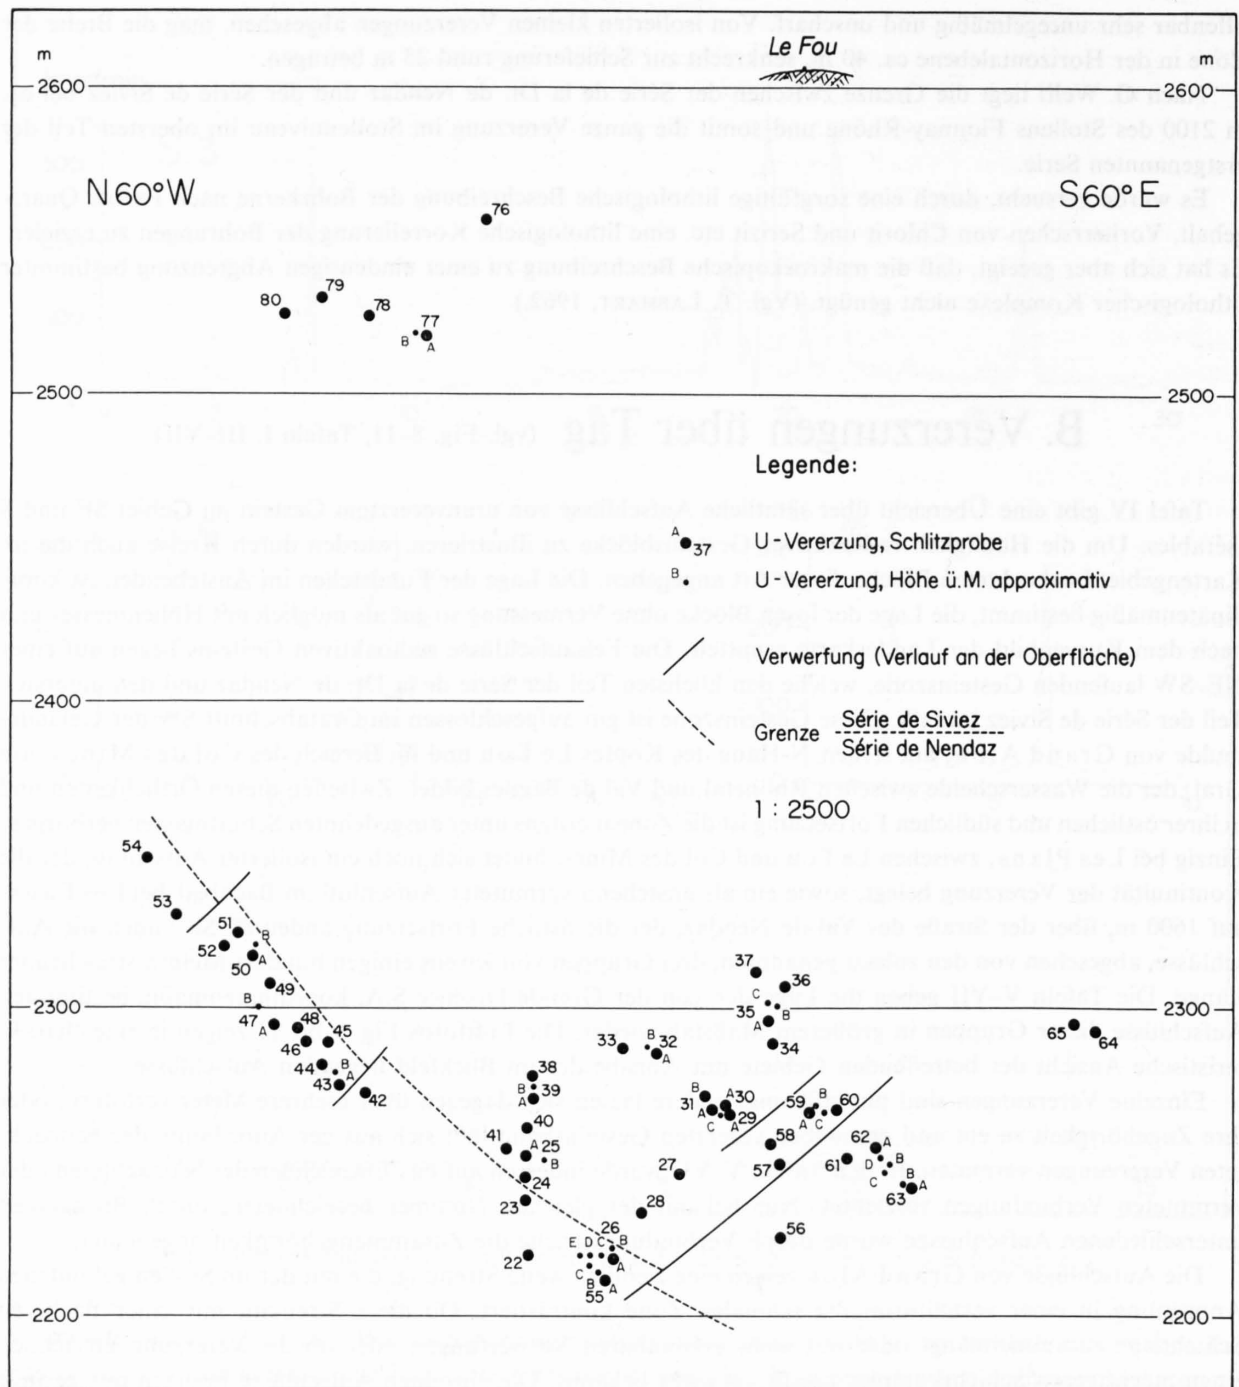 m
Le Fou
m
2600
2600
N 60° W
S 60° E
76
79
80
78
77
B
A
2500
2500
Legende:
A
37
U-Vererzung, Schlitzprobe
B
U-Vererzung, Höhe ü.M. approximativ
Verwerfung (Verlauf an der Oberfläche)
2400
2400
Grenze
Série de Siviez
Série de Nendaz
1 : 2500
54
53
51
B
52
A
50
49
37
36
B
C
2300
47
A
48
45
35
B
65
64
2300
46
33
B
32
A
34
44
B
A
43
42
38
B
39
A
B
A
30
31
A
C
A
29
B
59
A
C
60
40
41
A
25
B
58
62
A
27
57
61
D
B
24
C
B
A
63
23
28
26
56
22
E
D
C
B
A
C
B
A
55
2200
2200